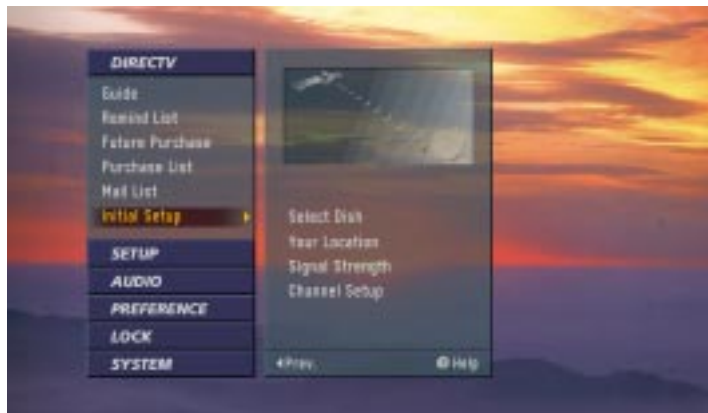 DIRECTV
Guide
Remind List
Future Purchase
Purchase List
Mail List
Initial Setup
SETUP
AUDIO
PREFERENCE
LOCK
SYSTEM
Select Dish
Your Location
Signal Strength
Channel Setup
Prev.
Help